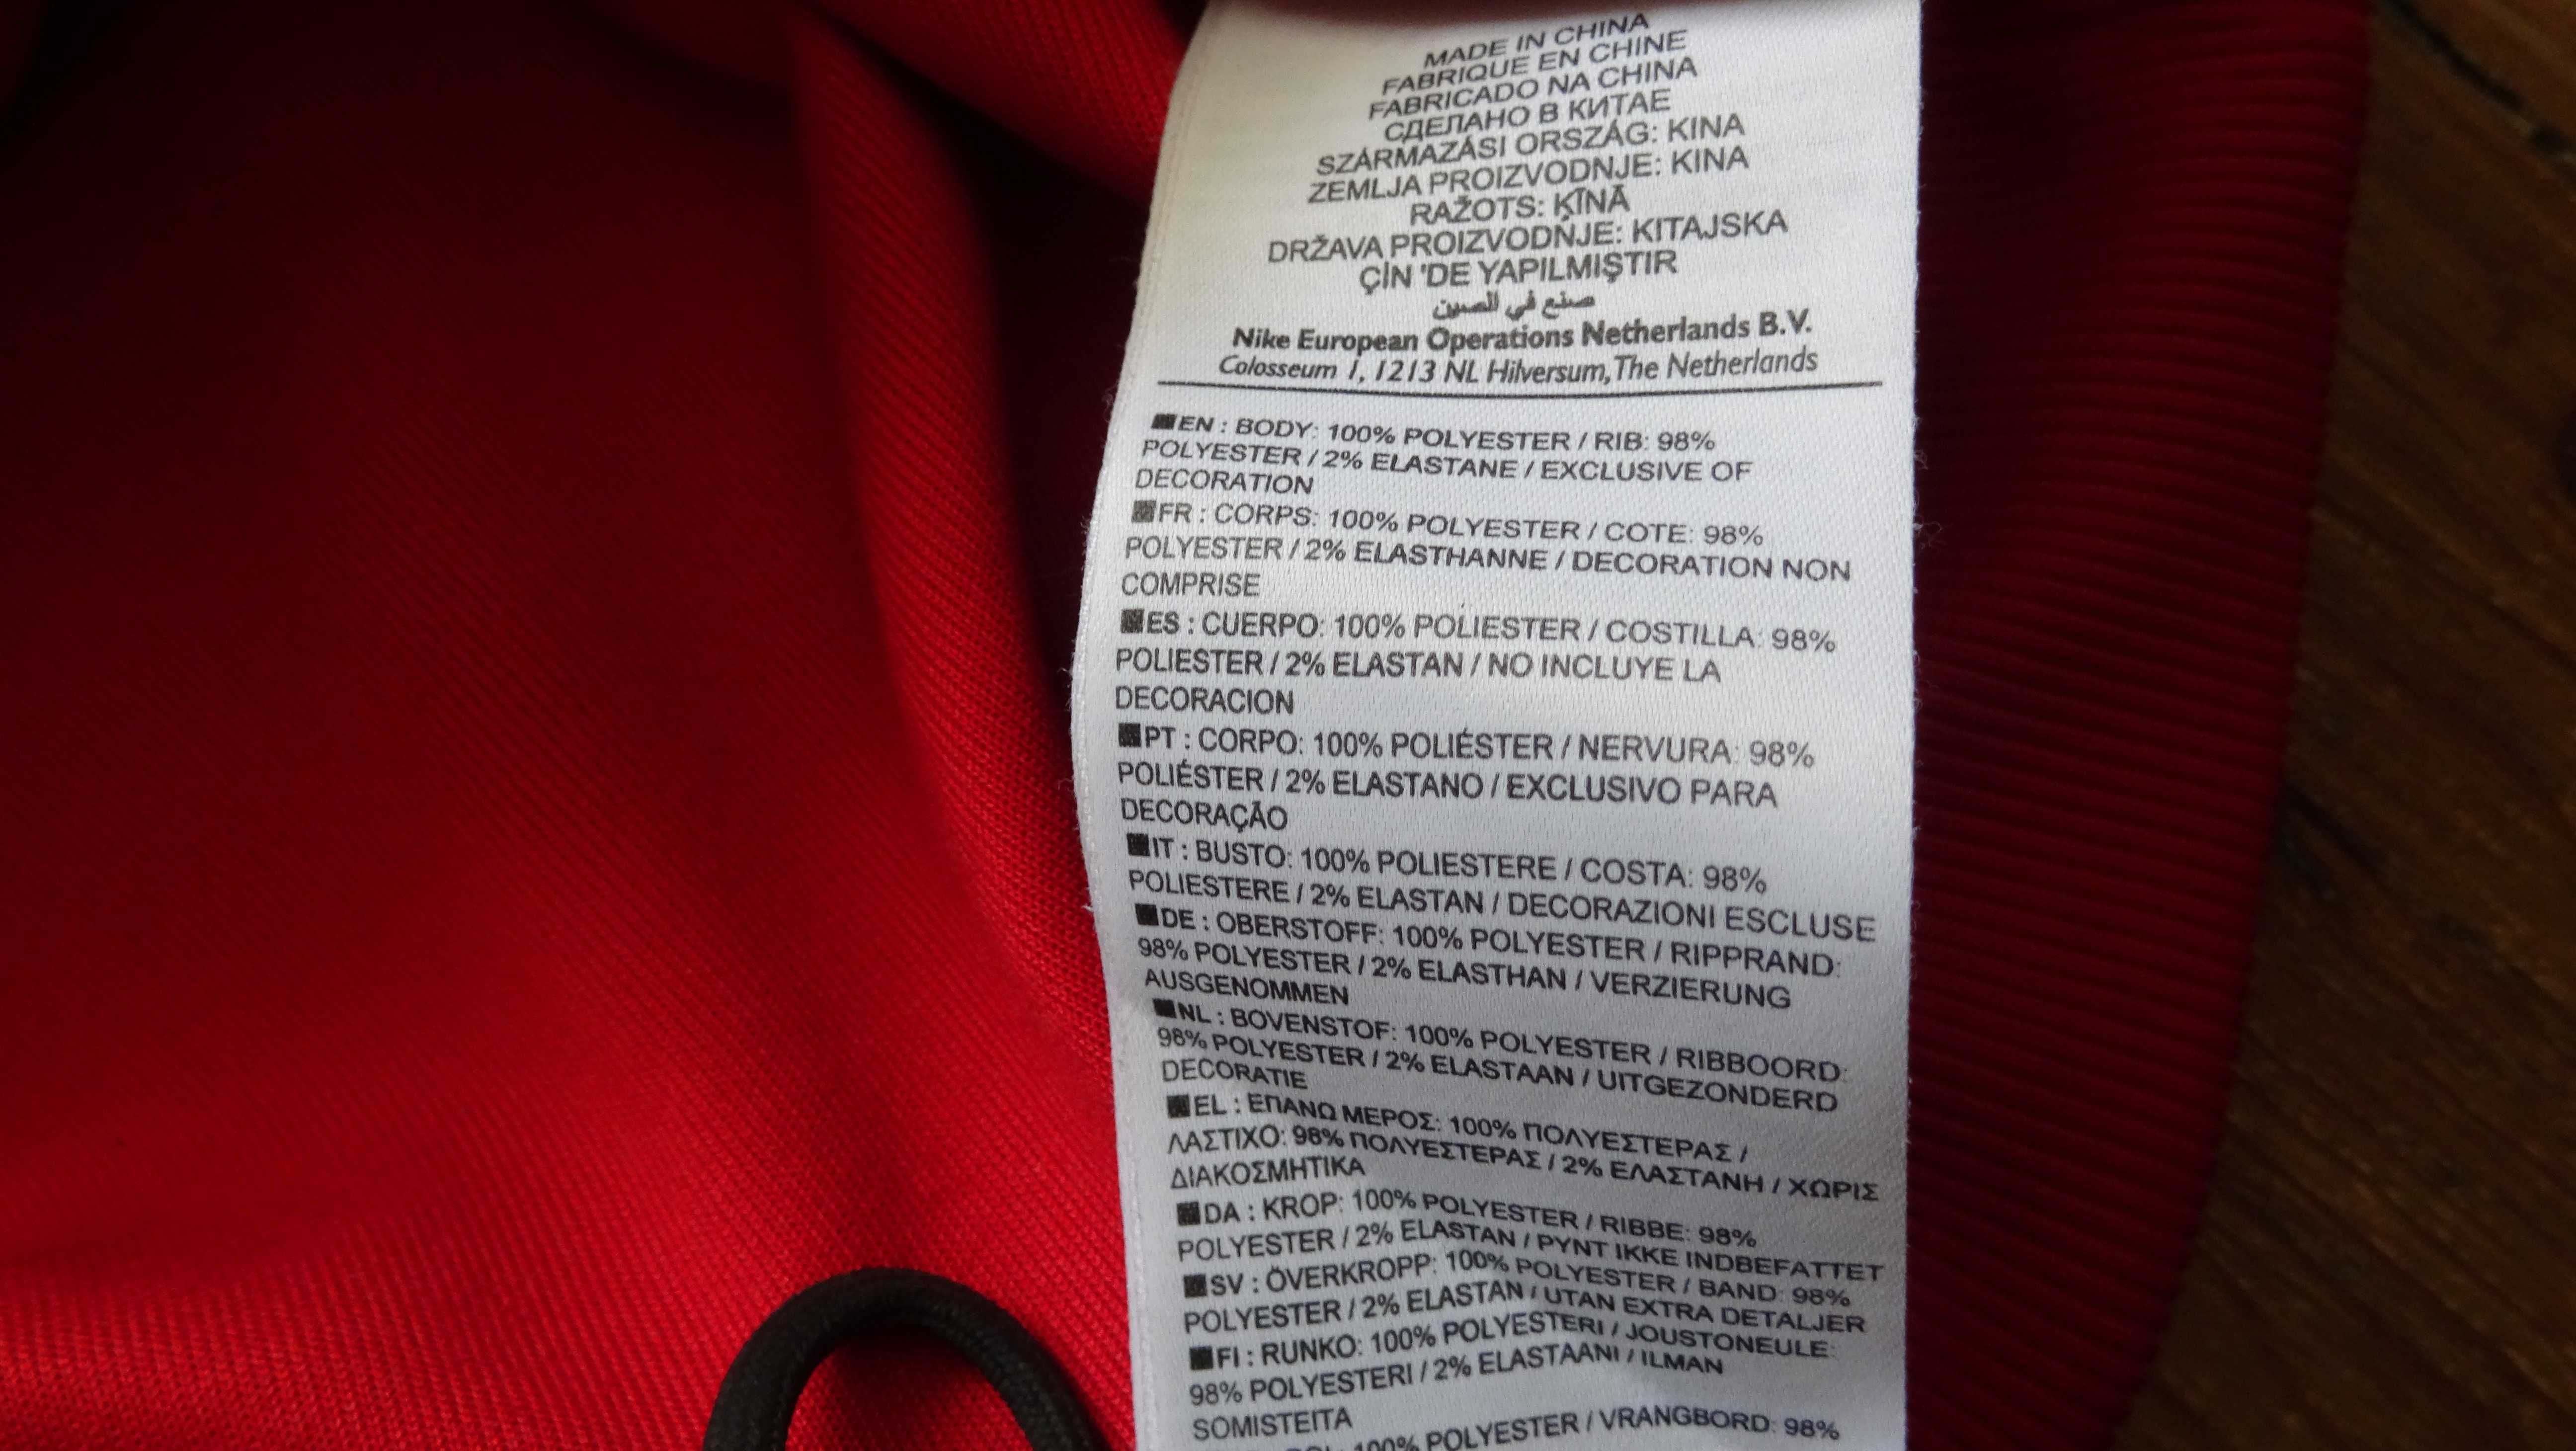 MADE IN CHINA
FABRIQUE EN CHINE
FABRICADO NA CHINA
СДЕЛАНО В КИТАЕ
SZÁRMAZÁSI ORSZÁG: KINA
ZEMLJA PROIZVODNJE: KINA
RAŽOTS: ĶĪNĀ
DRŽAVA PROIZVODNJE: KITAJSKA
ÇİN 'DE YAPILMIŞTIR
صنع في الصين
Nike European Operations Netherlands B.V.
Colosseum 1, 1213 NL Hilversum, The Netherlands
■EN : BODY: 100% POLYESTER / RIB: 98%
POLYESTER / 2% ELASTANE / EXCLUSIVE OF
DECORATION
■FR : CORPS: 100% POLYESTER / COTE: 98%
POLYESTER / 2% ELASTHANNE / DECORATION NON
COMPRISE
■ES : CUERPO: 100% POLIESTER / COSTILLA: 98%
POLIESTER / 2% ELASTAN / NO INCLUYE LA
DECORACION
■PT : CORPO: 100% POLIÉSTER / NERVURA: 98%
POLIÉSTER / 2% ELASTANO / EXCLUSIVO PARA
DECORAÇÃO
■IT : BUSTO: 100% POLIESTERE / COSTA: 98%
POLIESTERE / 2% ELASTAN / DECORAZIONI ESCLUSE
■DE : OBERSTOFF: 100% POLYESTER / RIPPRAND:
98% POLYESTER / 2% ELASTHAN / VERZIERUNG
AUSGENOMMEN
■NL : BOVENSTOF: 100% POLYESTER / RIBBOORD:
98% POLYESTER / 2% ELASTAAN / UITGEZONDERD
DECORATIE
■EL : ΕΠΑΝΩ ΜΕΡΟΣ: 100% ΠΟΛΥΕΣΤΕΡΑΣ /
ΛΑΣΤΙΧΟ: 98% ΠΟΛΥΕΣΤΕΡΑΣ / 2% ΕΛΑΣΤΑΝΗ / ΧΩΡΙΣ
ΔΙΑΚΟΣΜΗΤΙΚΑ
■DA : KROP: 100% POLYESTER / RIBBE: 98%
POLYESTER / 2% ELASTAN / PYNT IKKE INDBEFATTET
■SV : ÖVERKROPP: 100% POLYESTER / BAND: 98%
POLYESTER / 2% ELASTAN / UTAN EXTRA DETALJER
■FI : RUNKO: 100% POLYESTERI / JOUSTONEULE:
98% POLYESTERI / 2% ELASTAANI / ILMAN
SOMISTEITA
100% POLYESTER / VRANGBORD: 98%